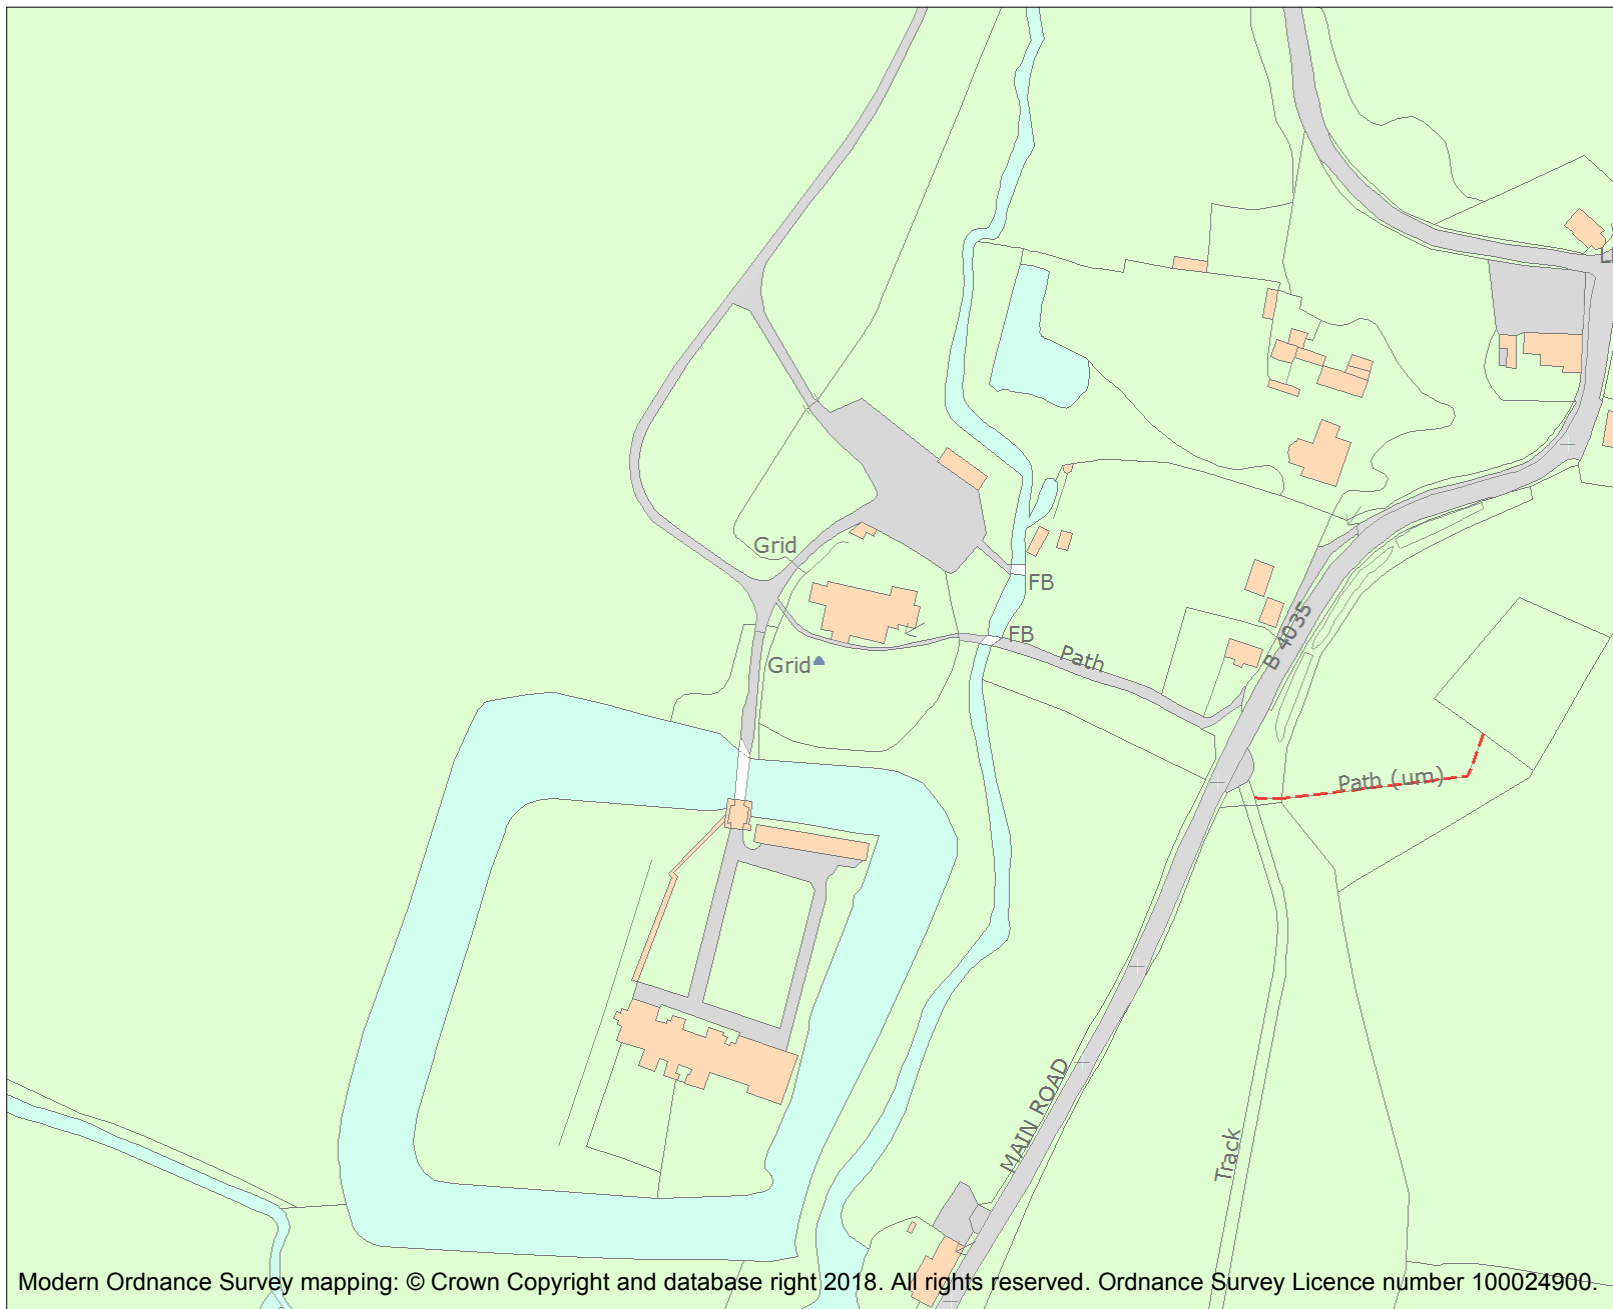 Grid
FB
FB
Path
Grid
B 4035
Path (um)
MAIN ROAD
Track
Modern Ordnance Survey mapping: © Crown Copyright and database right 2018. All rights reserved. Ordnance Survey Licence number 100024900.